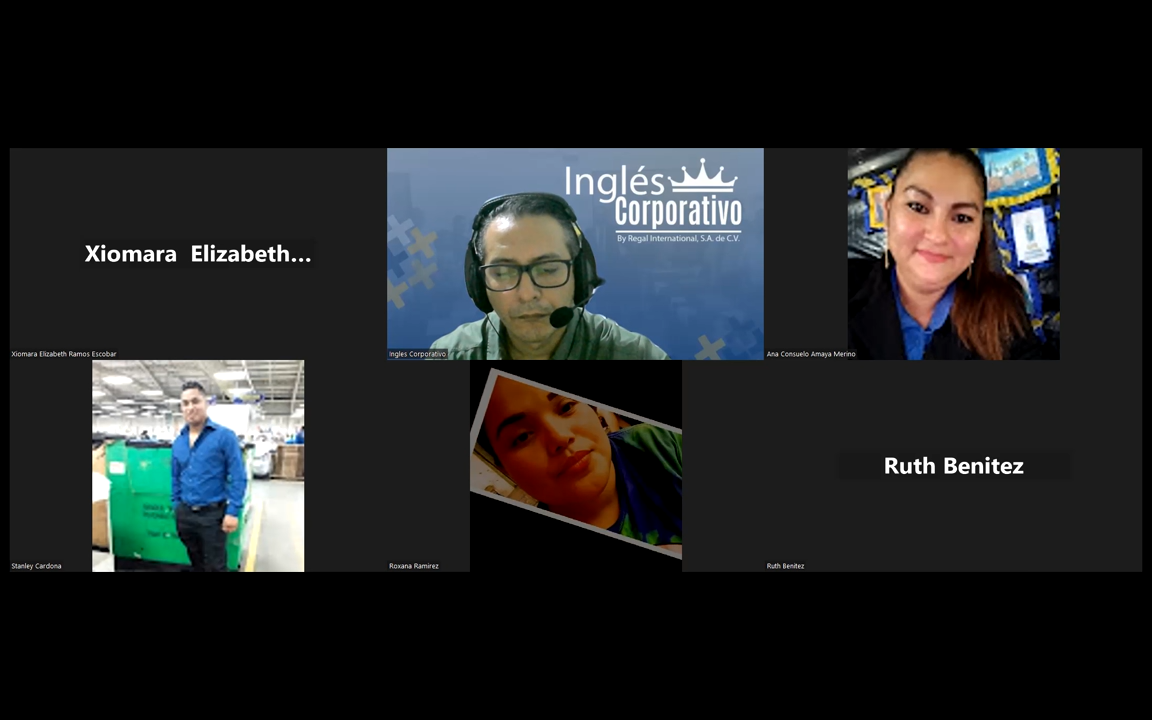 Xiomara Elizabeth...
Xiomara Elizabeth Ramos Escobar
Inglés
Corporativo
By Regal International, S.A. de C.V.
Ingles Corporativo
Ana Consuelo Amaya Merino
Stanley Cardona
Roxana Ramirez
Ruth Benitez
Ruth Benitez